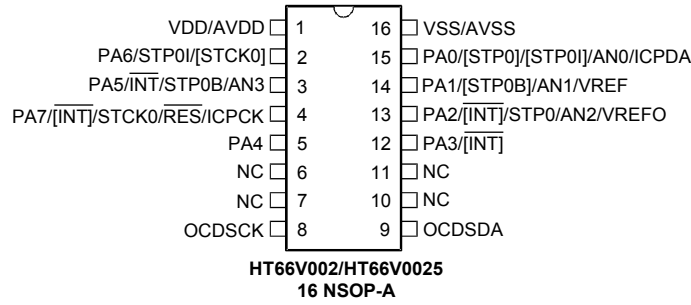 VDD/AVDD 1 16 VSS/AVSS
PA6/STP0I/[STCK0] 2 15 PA0/[STP0]/[STP0I]/AN0/ICPDA
PA5/INT/STP0B/AN3 3 14 PA1/[STP0B]/AN1/VREF
PA7/[INT]/STCK0/RES/ICPCK 4 13 PA2/[INT]/STP0/AN2/VREFO
PA4 5 12 PA3/[INT]
NC 6 11 NC
NC 7 10 NC
OCDSCK 8 9 OCDSDA
HT66V002/HT66V0025
16 NSOP-A